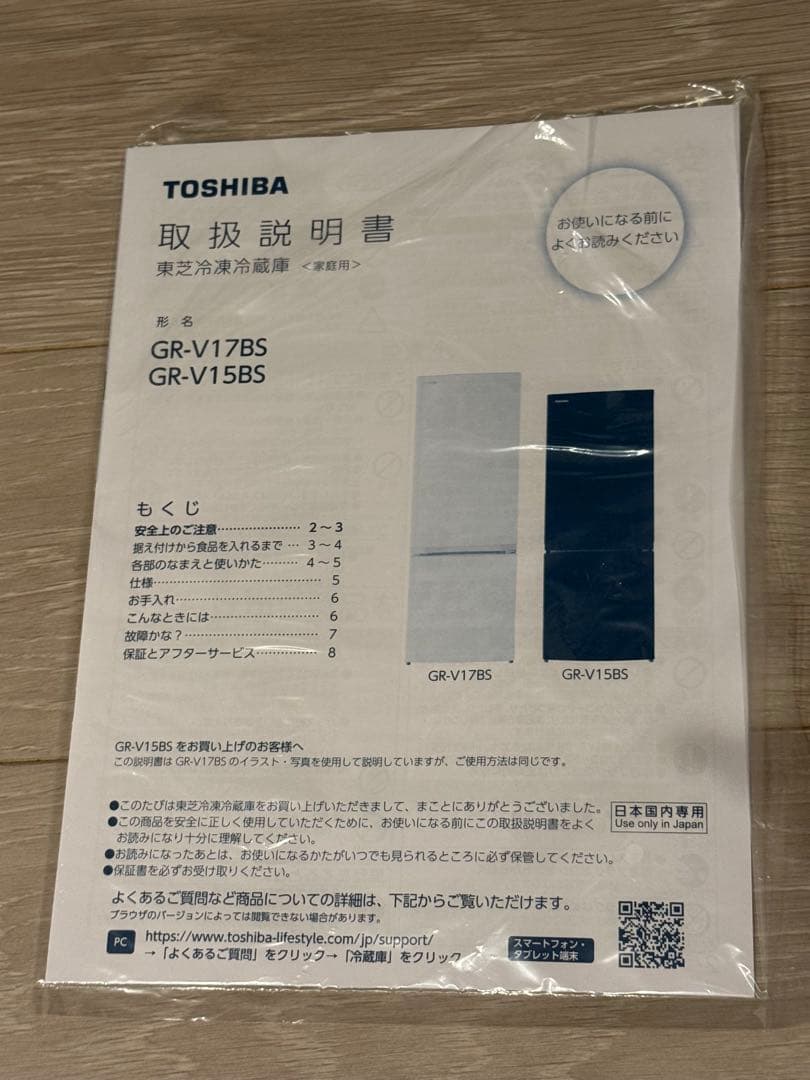 TOSHIBA
取扱説明書
東芝冷凍冷蔵庫 <家庭用>
お使いになる前に
よくお読みください
形 名
GR-V17BS
GR-V15BS
もくじ
安全上のご注意…………………… 2〜3
据え付けから食品を入れるまで … 3〜4
各部のなまえと使いかた……… 4〜5
仕様…………………………………… 5
お手入れ……………………………… 6
こんなときには……………………… 6
故障かな?…………………………… 7
保証とアフターサービス…………… 8
GR-V17BS
GR-V15BS
GR-V15BS をお買い上げのお客様へ
この説明書は GR-V17BS のイラスト・写真を使用して説明していますが、ご使用方法は同じです。
●このたびは東芝冷凍冷蔵庫をお買い上げいただきまして、まことにありがとうございました。
●この商品を安全に正しく使用していただくために、お使いになる前にこの取扱説明書をよく
お読みになり十分に理解してください。
●お読みになったあとは、お使いになるかたがいつでも見られるところに必ず保管してください。
●保証書を必ずお受け取りください。
日本国内専用
Use only in Japan
よくあるご質問など商品についての詳細は、下記からご覧いただけます。
ブラウザのバージョンによっては閲覧できない場合があります。
PC https://www.toshiba-lifestyle.com/jp/support/
→「よくあるご質問」をクリック→「冷蔵庫」をクリック
スマートフォン・
タブレット端末